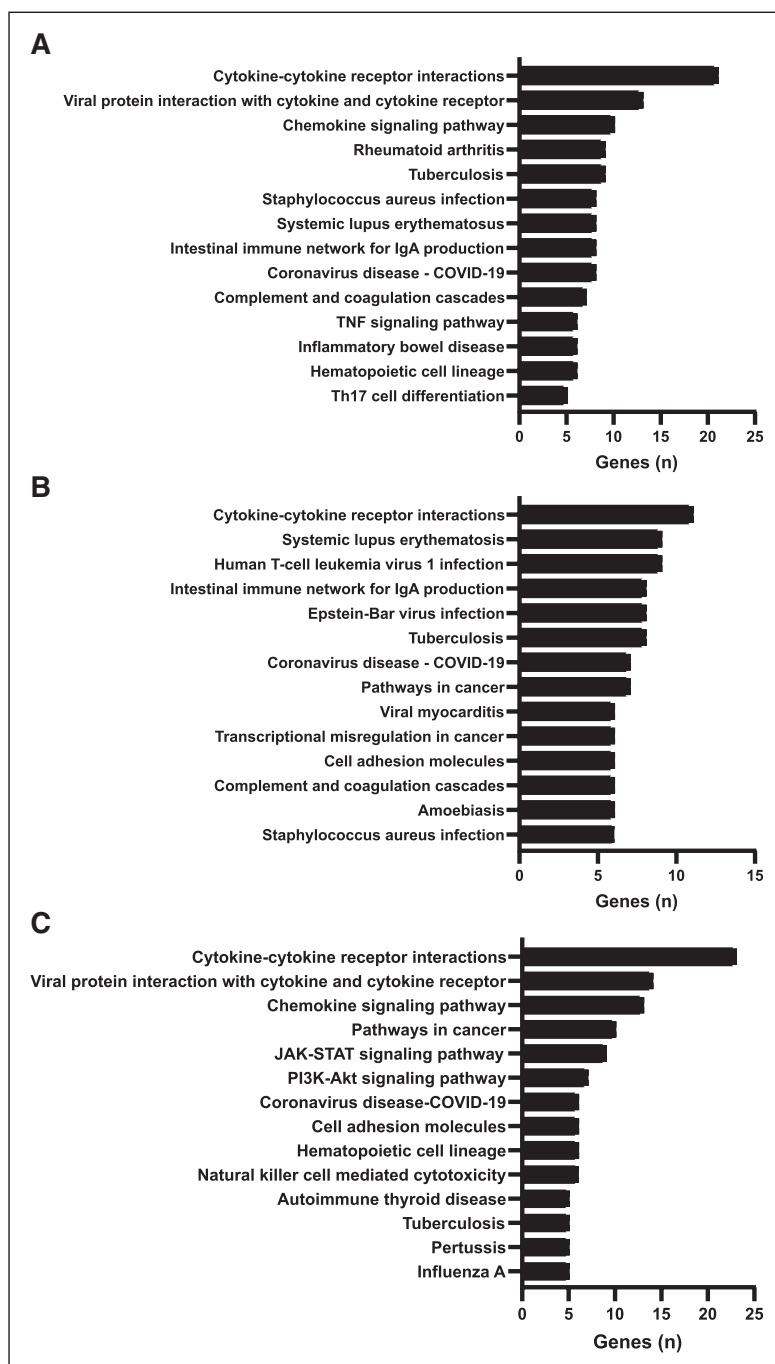 A
Cytokine-cytokine receptor interactions
Viral protein interaction with cytokine and cytokine receptor
Chemokine signaling pathway
Rheumatoid arthritis
Tuberculosis
Staphylococcus aureus infection
Systemic lupus erythematosus
Intestinal immune network for IgA production
Coronavirus disease - COVID-19
Complement and coagulation cascades
TNF signaling pathway
Inflammatory bowel disease
Hematopoietic cell lineage
Th17 cell differentiation
0 5 10 15 20 25
Genes (n)
B
Cytokine-cytokine receptor interactions
Systemic lupus erythematosis
Human T-cell leukemia virus 1 infection
Intestinal immune network for IgA production
Epstein-Bar virus infection
Tuberculosis
Coronavirus disease - COVID-19
Pathways in cancer
Viral myocarditis
Transcriptional misregulation in cancer
Cell adhesion molecules
Complement and coagulation cascades
Amoebiasis
Staphylococcus aureus infection
0 5 10 15
Genes (n)
C
Cytokine-cytokine receptor interactions
Viral protein interaction with cytokine and cytokine receptor
Chemokine signaling pathway
Pathways in cancer
JAK-STAT signaling pathway
PI3K-Akt signaling pathway
Coronavirus disease-COVID-19
Cell adhesion molecules
Hematopoietic cell lineage
Natural killer cell mediated cytotoxicity
Autoimmune thyroid disease
Tuberculosis
Pertussis
Influenza A
0 5 10 15 20 25
Genes (n)